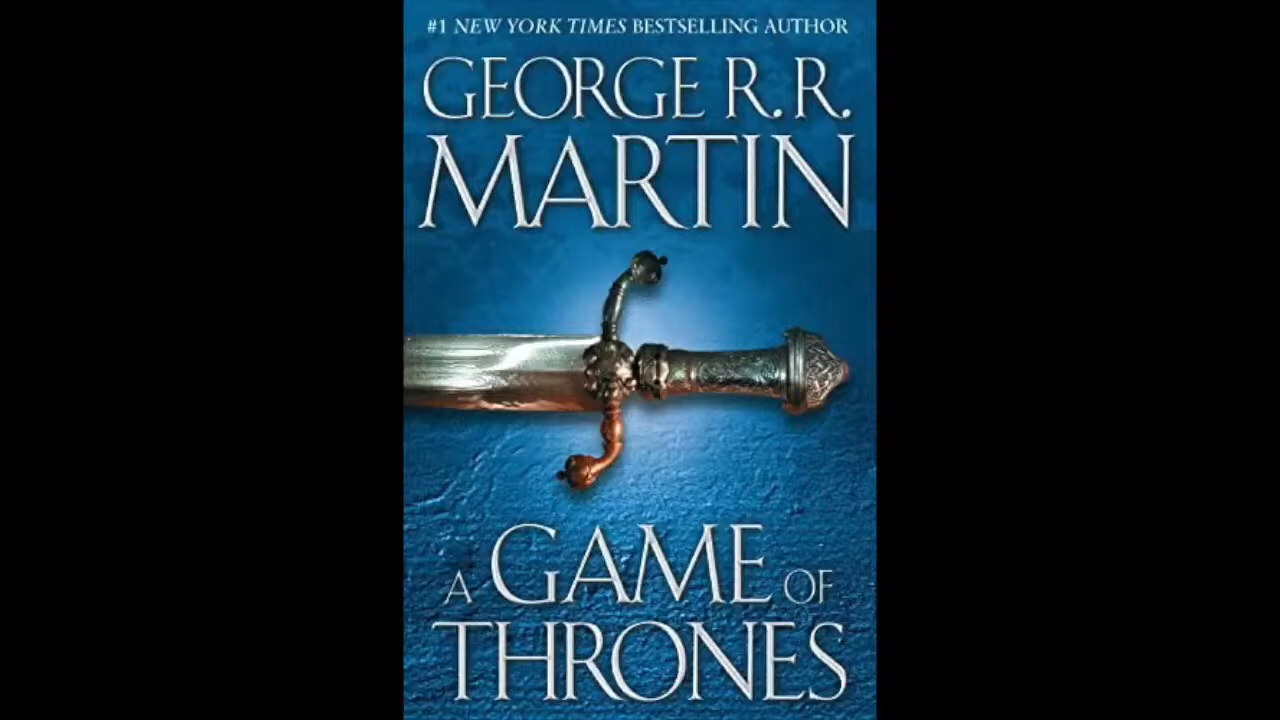 #1 NEW YORK TIMES BESTSELLING AUTHOR
GEORGE R. R.
MARTIN
A GAME OF
THRONES